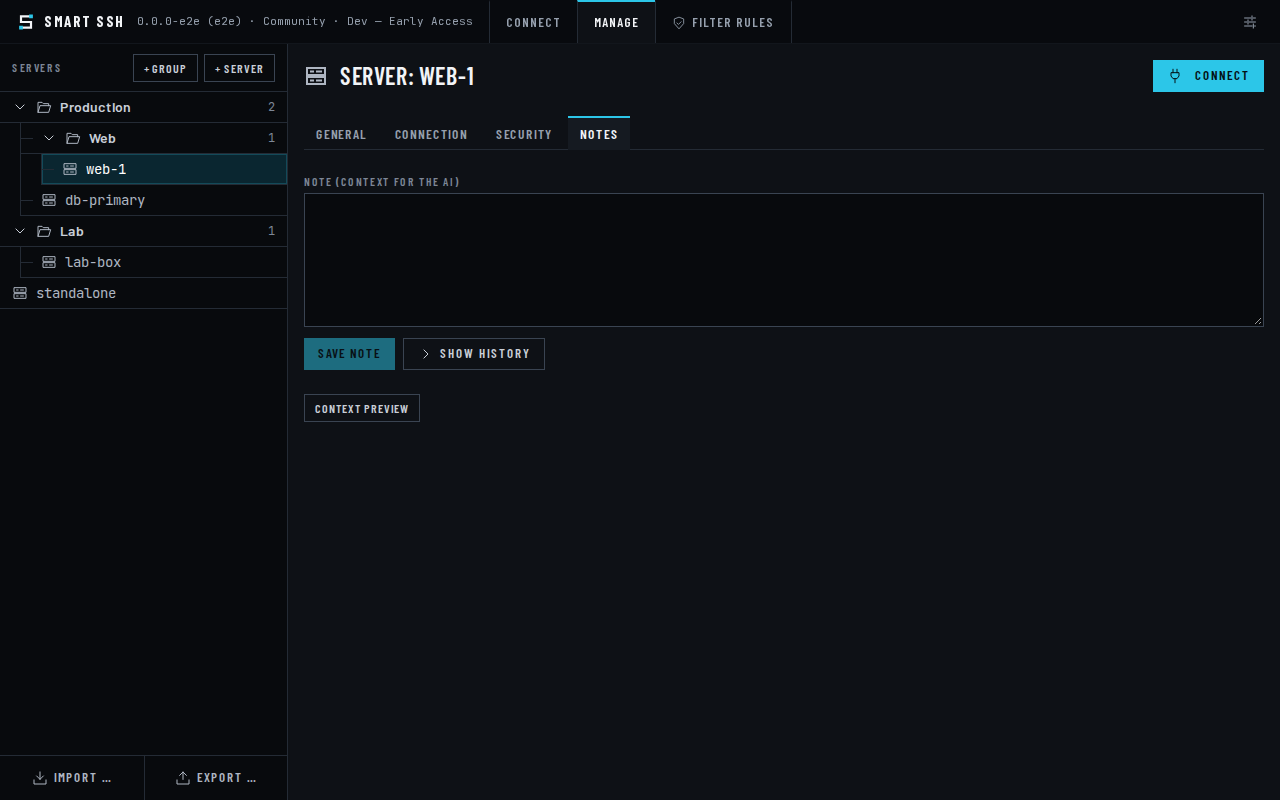 SMART SSH 0.0.0-e2e (e2e) · Community · Dev — Early Access CONNECT MANAGE FILTER RULES
SERVERS + GROUP + SERVER
Production 2
Web 1
web-1
db-primary
Lab 1
lab-box
standalone
IMPORT … EXPORT …
SERVER: WEB-1 CONNECT
GENERAL CONNECTION SECURITY NOTES
NOTE (CONTEXT FOR THE AI)
SAVE NOTE SHOW HISTORY
CONTEXT PREVIEW